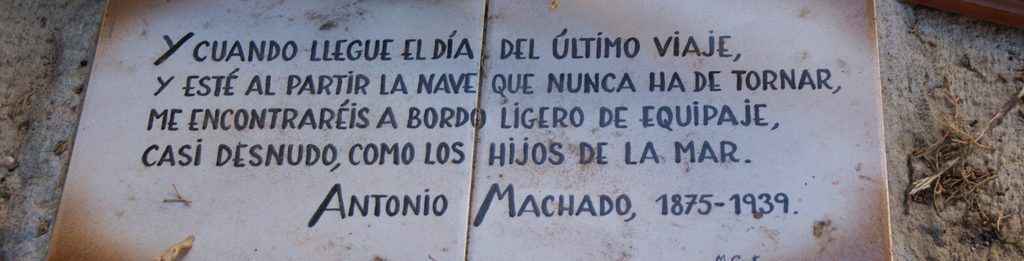 Y CUANDO LLEGUE EL DÍA DEL ÚLTIMO VIAJE,
Y ESTÉ AL PARTIR LA NAVE QUE NUNCA HA DE TORNAR,
ME ENCONTRARÉIS A BORDO LIGERO DE EQUIPAJE,
CASI DESNUDO, COMO LOS HIJOS DE LA MAR.
ANTONIO MACHADO, 1875-1939.